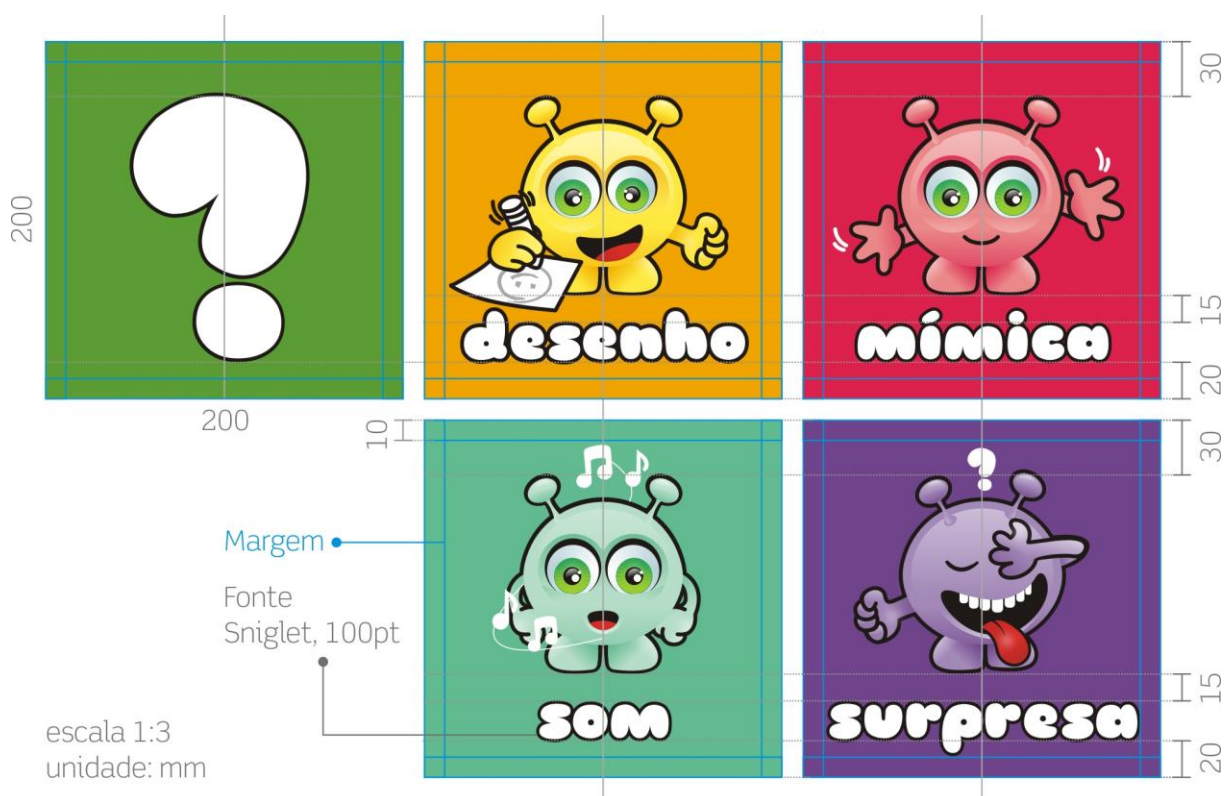 ?
30
200
desenho
mímica
15
20
200
10
30
?
Margem
Fonte
Sniglet, 100pt
15
som
surpresa
20
escala 1:3
unidade: mm